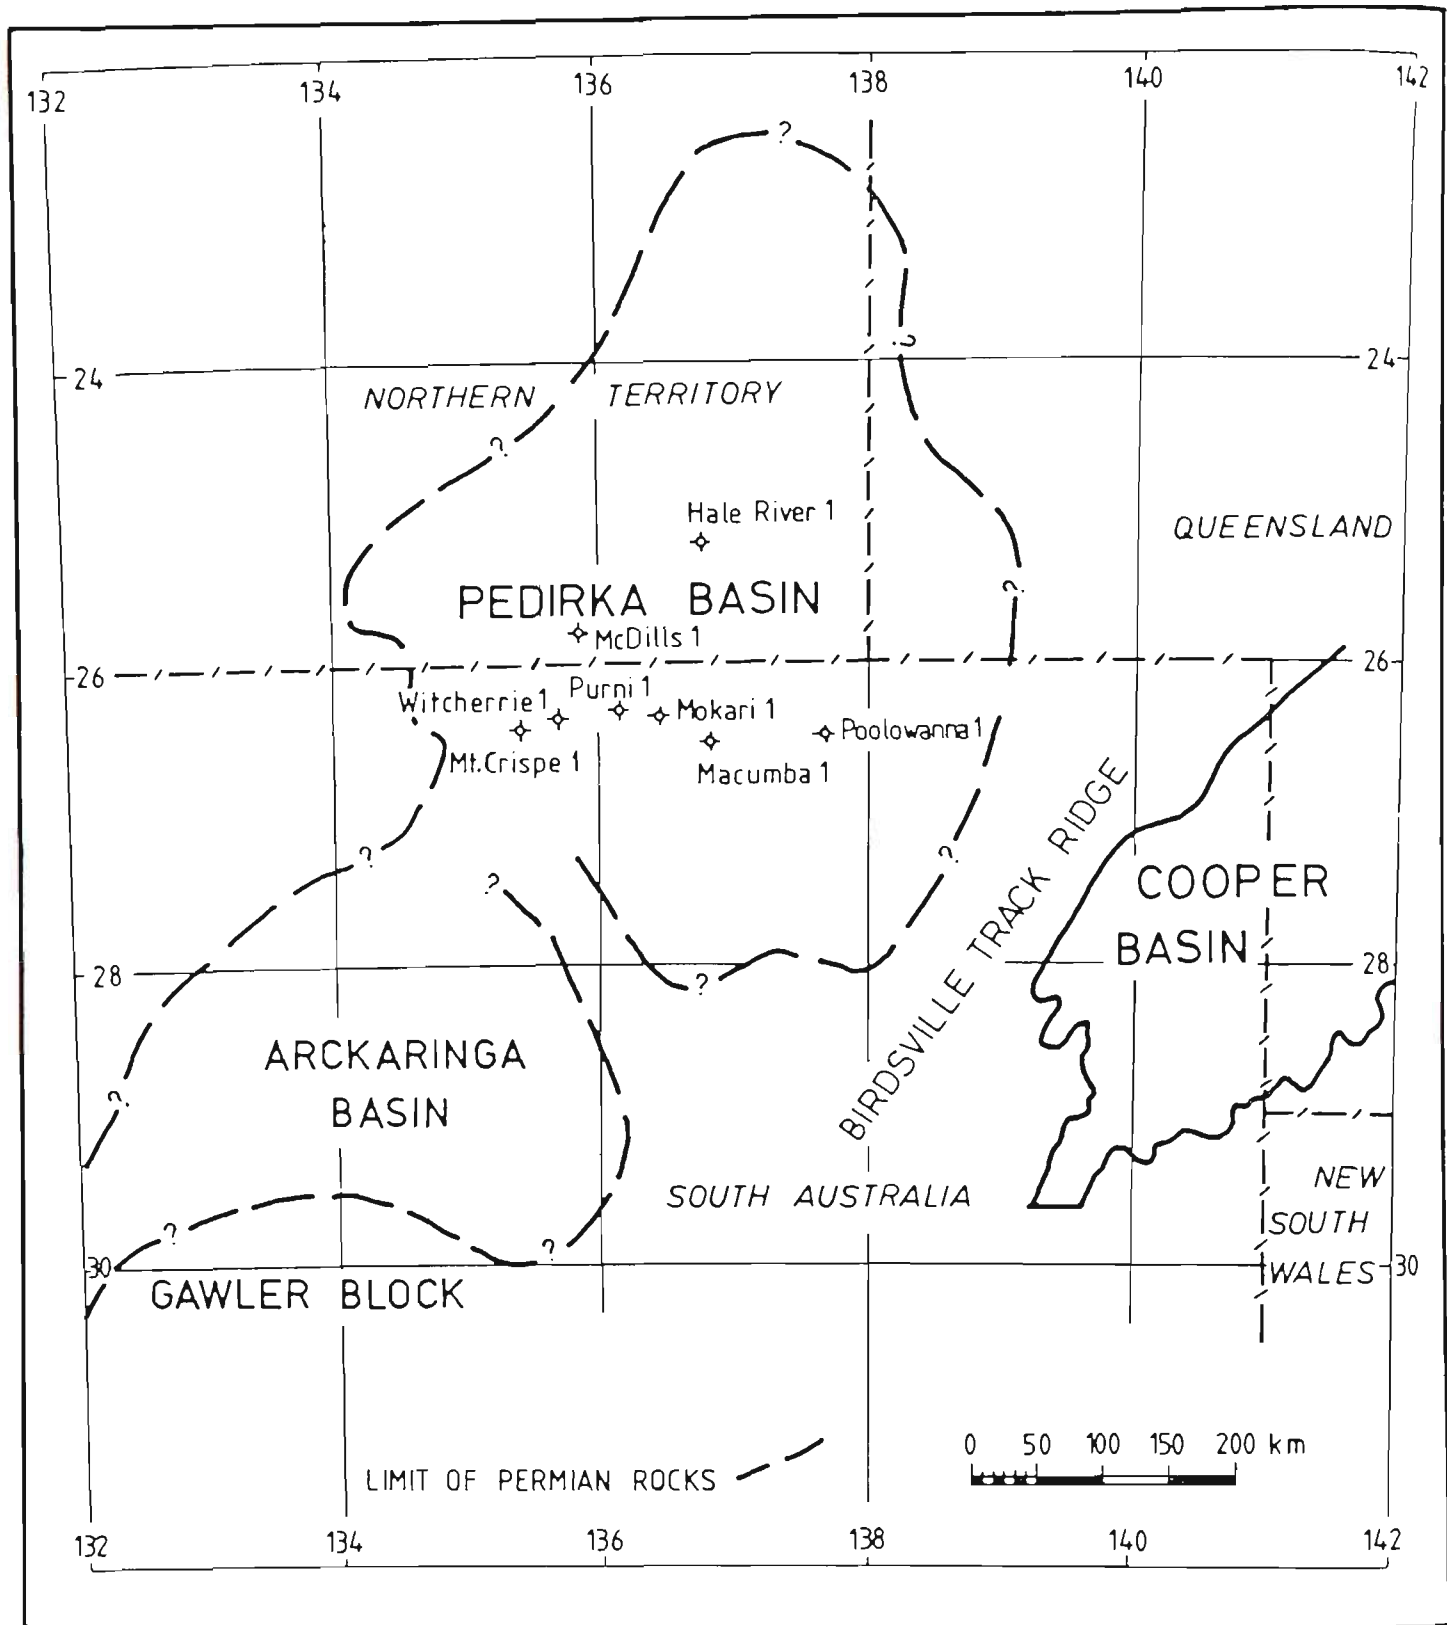 132 134 136 138 140 142
?
?
24 24
NORTHERN TERRITORY
?
Hale River 1
QUEENSLAND
?
PEDIRKA BASIN
McDills 1
26 26
Witcherrie 1 Purni 1
Mokari 1
Poolowanna 1
Mt. Crispe 1
Macumba 1
BIRDSVILLE TRACK RIDGE
? ?
?
COOPER
BASIN
28 28
?
ARCKARINGA
BASIN
?
SOUTH AUSTRALIA
NEW
SOUTH
WALES
? ?
30 30
GAWLER BLOCK
0 50 100 150 200 km
LIMIT OF PERMIAN ROCKS
132 134 136 138 140 142